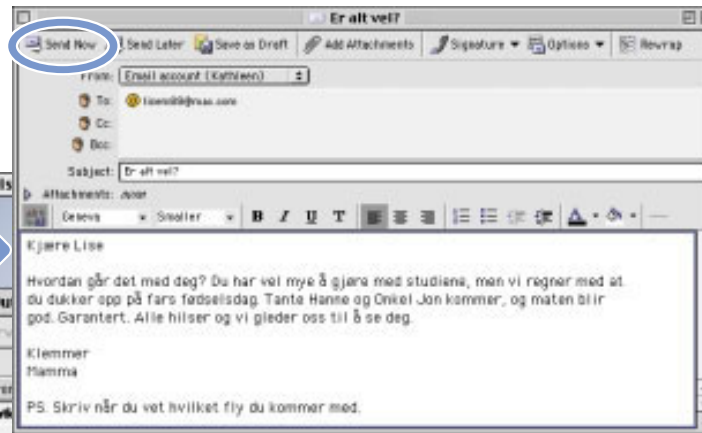 Er alt vel?
Send Now Send Later Save as Draft Add Attachments Signature Options Rewrap
From: Email account (Kathleen)
To:
Cc:
Bcc:
Subject: Er alt vel?
Attachments: none
Geneva Smaller B I U T
Kjære Lise
Hvordan går det med deg? Du har vel mye å gjøre med studiene, men vi regner med at
du dukker opp på fars fødselsdag. Tante Hanne og Onkel Jon kommer, og maten blir
god. Garantert. Alle hilser og vi gleder oss til å se deg.
Klemmer
Mamma
PS. Skriv når du vet hvilket fly du kommer med.